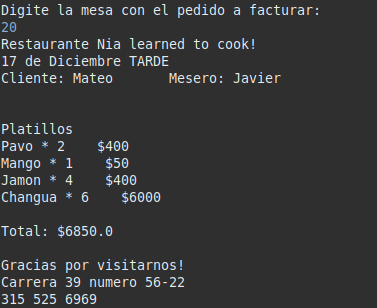 Digite la mesa con el pedido a facturar:
20
Restaurante Nia learned to cook!
17 de Diciembre TARDE
Cliente: Mateo       Mesero: Javier
Platillos
Pavo * 2    $400
Mango * 1    $50
Jamon * 4    $400
Changua * 6    $6000
Total: $6850.0
Gracias por visitarnos!
Carrera 39 numero 56-22
315 525 6969